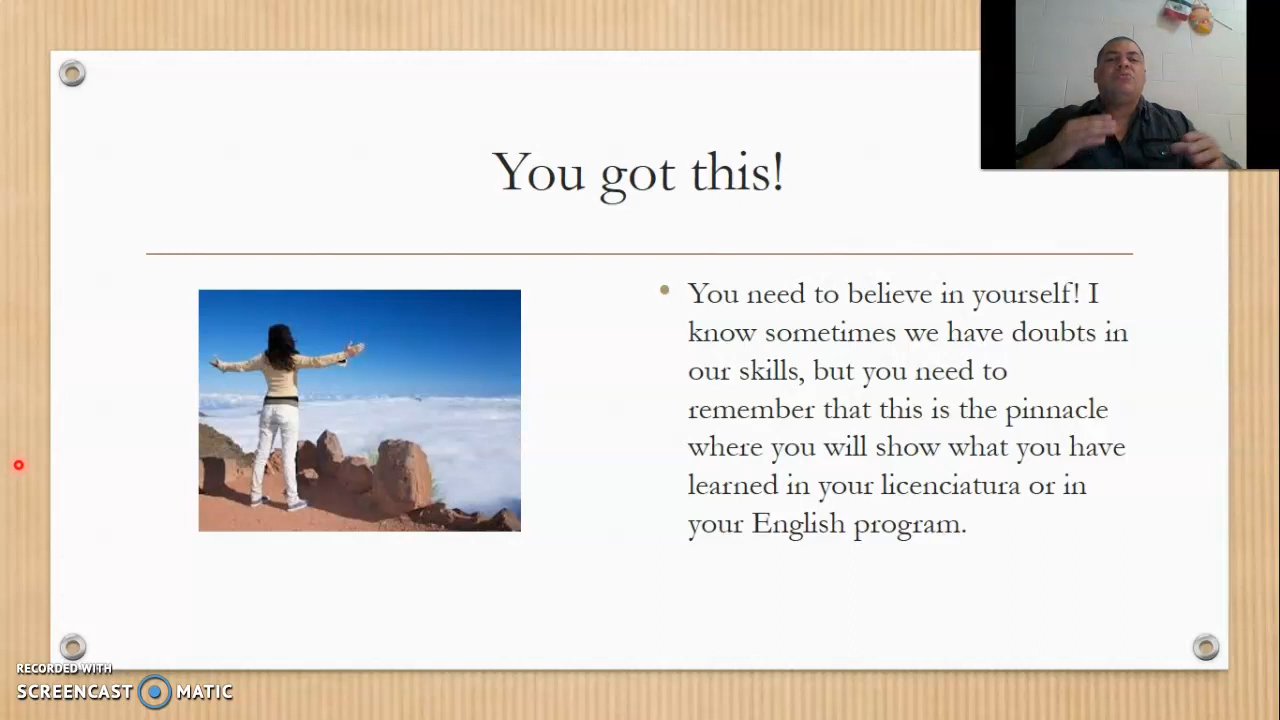 You got this!
You need to believe in yourself! I
know sometimes we have doubts in
our skills, but you need to
remember that this is the pinnacle
where you will show what you have
learned in your licenciatura or in
your English program.
RECORDED WITH
SCREENCAST MATIC